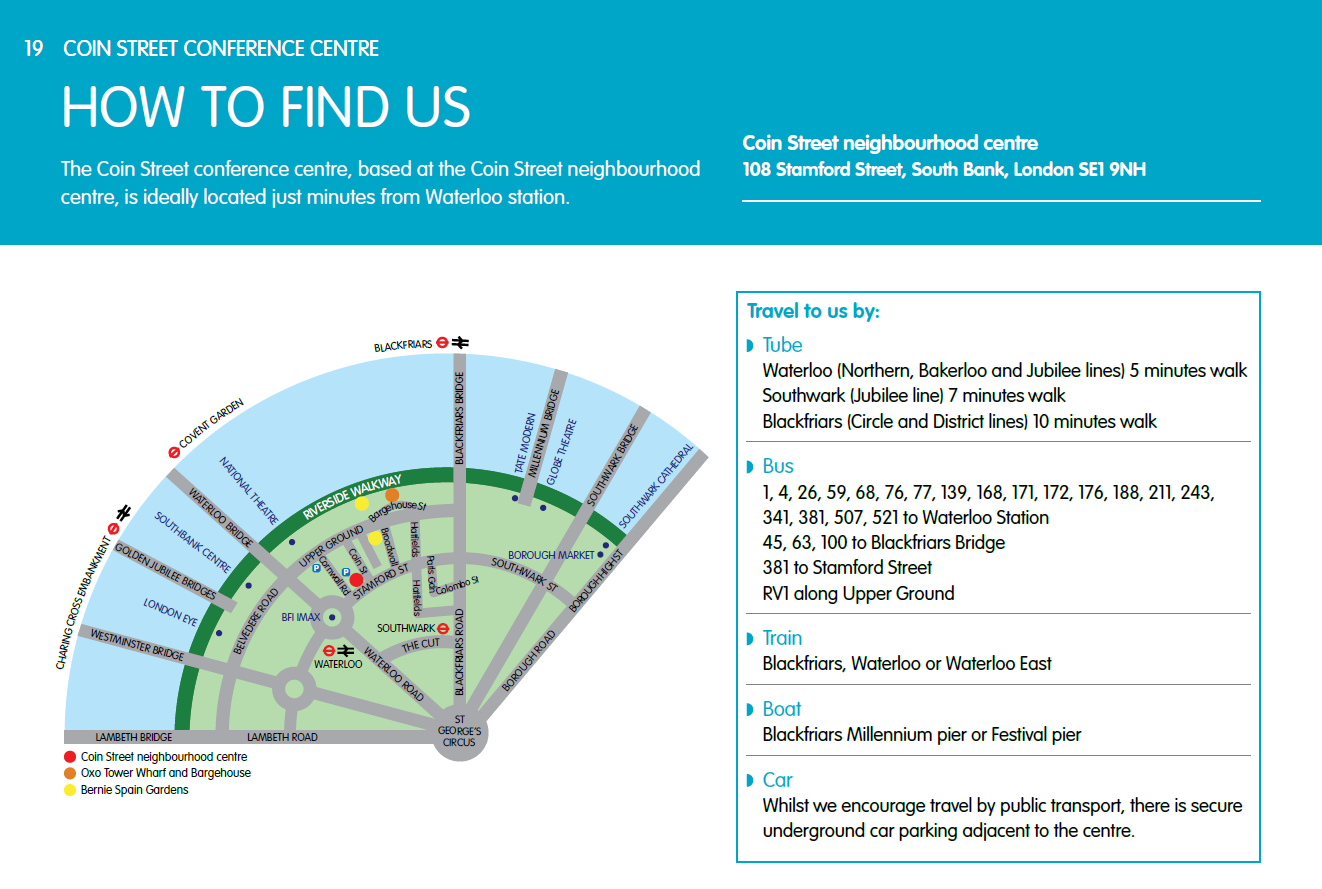 19 COIN STREET CONFERENCE CENTRE
HOW TO FIND US
The Coin Street conference centre, based at the Coin Street neighbourhood
centre, is ideally located just minutes from Waterloo station.
Coin Street neighbourhood centre
108 Stamford Street, South Bank, London SE1 9NH
BLACKFRIARS
COVENT GARDEN
CHARING CROSS EMBANKMENT
NATIONAL THEATRE
WATERLOO BRIDGE
SOUTHBANK CENTRE
GOLDEN JUBILEE BRIDGES
LONDON EYE
WESTMINSTER BRIDGE
LAMBETH BRIDGE
LAMBETH ROAD
BELVEDERE ROAD
RIVERSIDE WALKWAY
BLACKFRIARS BRIDGE
TATE MODERN
MILLENNIUM BRIDGE
GLOBE THEATRE
SOUTHWARK BRIDGE
SOUTHWARK CATHEDRAL
Bargehouse St
UPPER GROUND
P
Cornwall Rd
P
Coin St
Broadwall
Hatfields
Paris Gdn
STAMFORD ST
Hatfields
Colombo St
BFI IMAX
SOUTHWARK
THE CUT
WATERLOO
WATERLOO ROAD
BLACKFRIARS ROAD
BOROUGH MARKET
SOUTHWARK ST
BOROUGH HIGH ST
BOROUGH ROAD
ST
GEORGE'S
CIRCUS
Coin Street neighbourhood centre
Oxo Tower Wharf and Bargehouse
Bernie Spain Gardens
Travel to us by:
Tube
Waterloo (Northern, Bakerloo and Jubilee lines) 5 minutes walk
Southwark (Jubilee line) 7 minutes walk
Blackfriars (Circle and District lines) 10 minutes walk
Bus
1, 4, 26, 59, 68, 76, 77, 139, 168, 171, 172, 176, 188, 211, 243,
341, 381, 507, 521 to Waterloo Station
45, 63, 100 to Blackfriars Bridge
381 to Stamford Street
RV1 along Upper Ground
Train
Blackfriars, Waterloo or Waterloo East
Boat
Blackfriars Millennium pier or Festival pier
Car
Whilst we encourage travel by public transport, there is secure
underground car parking adjacent to the centre.